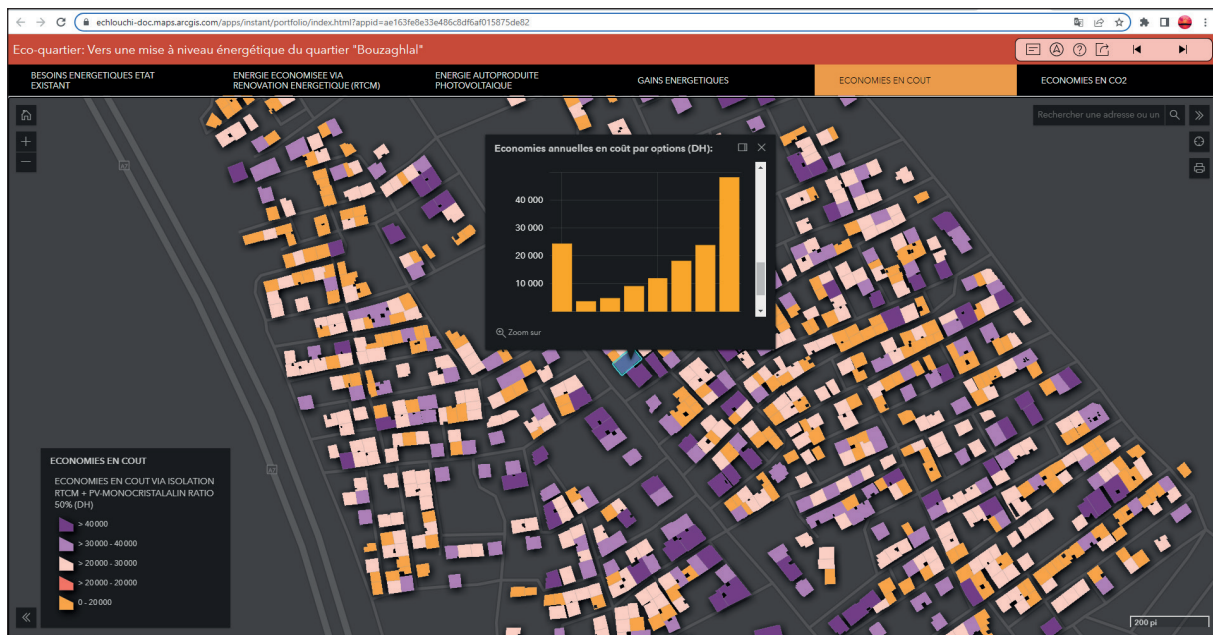 echlouchi-doc.maps.arcgis.com/apps/instant/portfolio/index.html?appid=ae163fe8e33e486c8df6af015875de82
Eco-quartier: Vers une mise à niveau énergétique du quartier "Bouzaghlal"
BESOINS ENERGETIQUES ETAT
EXISTANT
ENERGIE ECONOMISEE VIA
RENOVATION ENERGETIQUE (RTCM)
ENERGIE AUTOPRODUITE
PHOTOVOLTAIQUE
GAINS ENERGETIQUES
ECONOMIES EN COUT
ECONOMIES EN CO2
Rechercher une adresse ou un
Economies annuelles en coût par options (DH):
40 000
30 000
20 000
10 000
Zoom sur
A7
A7
ECONOMIES EN COUT
ECONOMIES EN COUT VIA ISOLATION
RTCM + PV-MONOCRISTALALIN RATIO
50% (DH)
> 40 000
> 30 000 - 40 000
> 20 000 - 30 000
> 20 000 - 20 000
0 - 20 000
200 pi